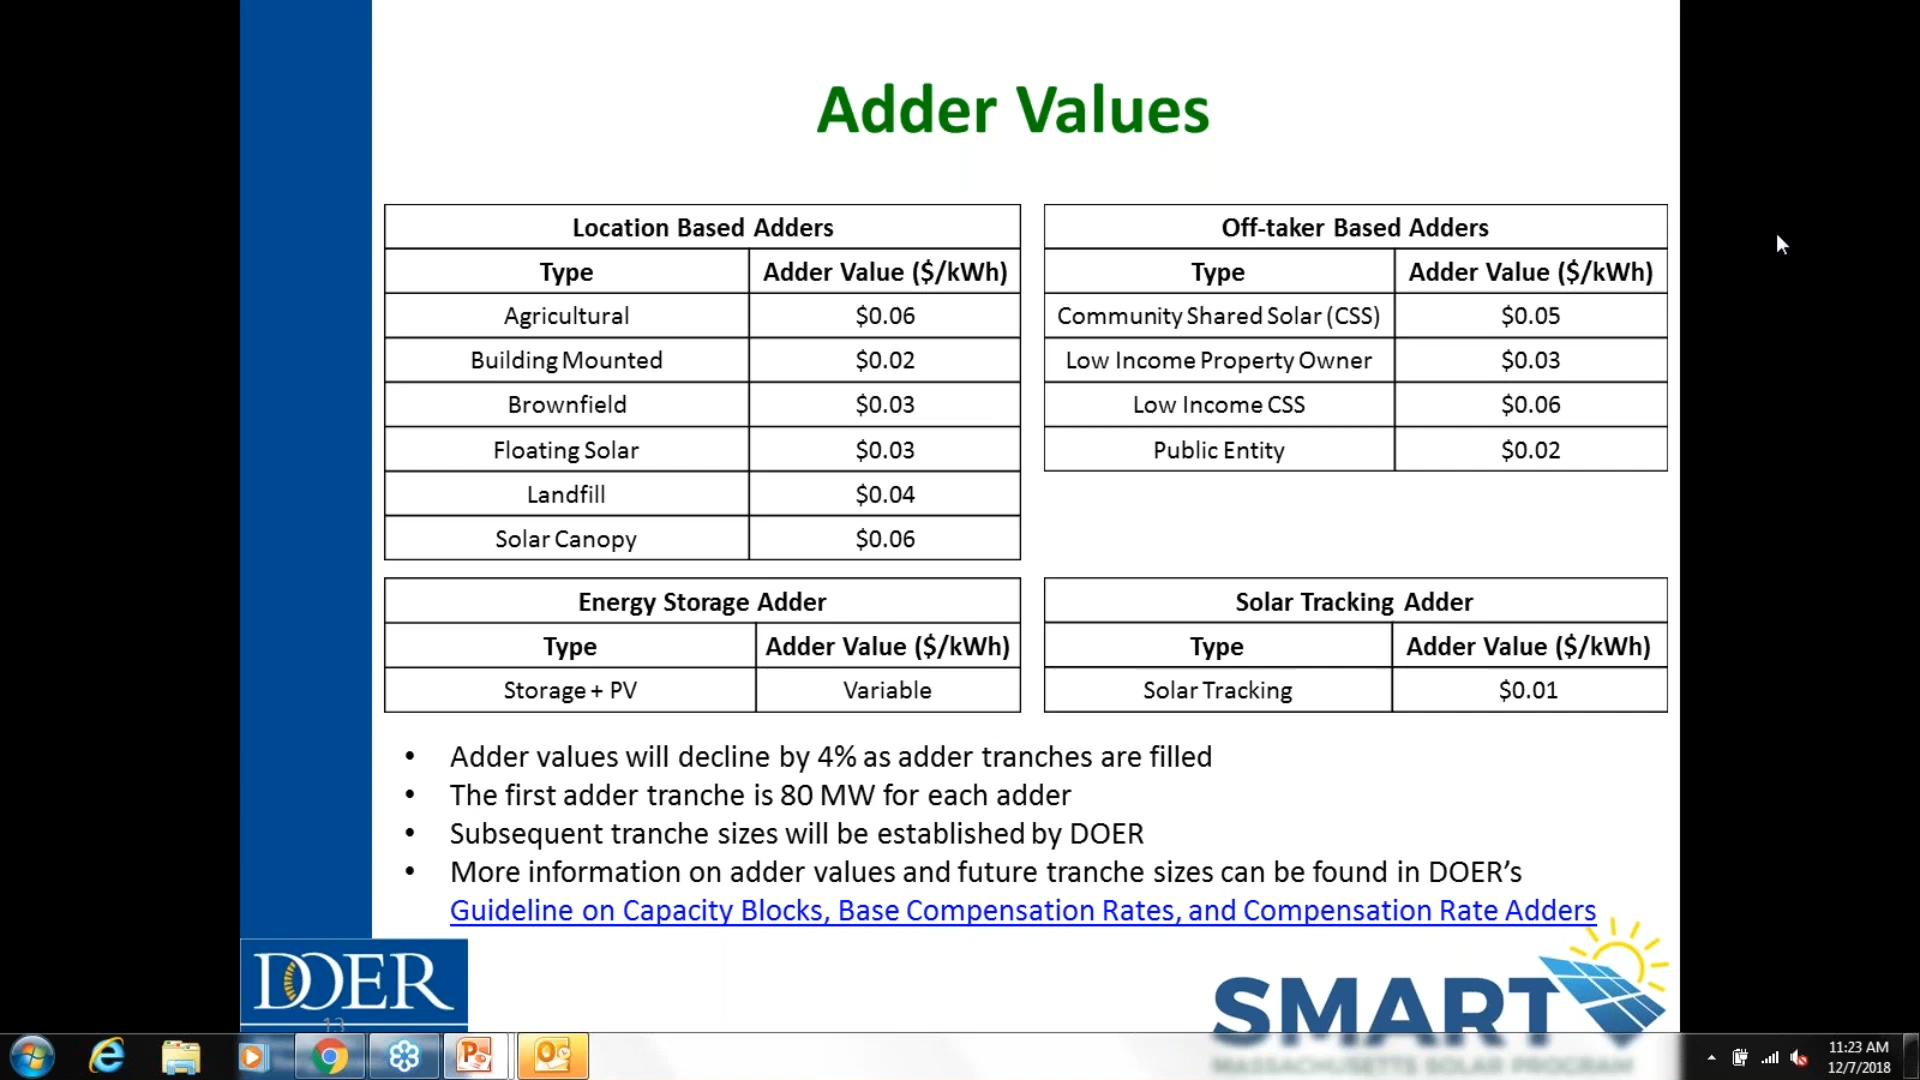 Adder Values
Location Based Adders
Type Adder Value ($/kWh)
Agricultural $0.06
Building Mounted $0.02
Brownfield $0.03
Floating Solar $0.03
Landfill $0.04
Solar Canopy $0.06
Off-taker Based Adders
Type Adder Value ($/kWh)
Community Shared Solar (CSS) $0.05
Low Income Property Owner $0.03
Low Income CSS $0.06
Public Entity $0.02
Energy Storage Adder
Type Adder Value ($/kWh)
Storage + PV Variable
Solar Tracking Adder
Type Adder Value ($/kWh)
Solar Tracking $0.01
• Adder values will decline by 4% as adder tranches are filled
• The first adder tranche is 80 MW for each adder
• Subsequent tranche sizes will be established by DOER
• More information on adder values and future tranche sizes can be found in DOER’s
Guideline on Capacity Blocks, Base Compensation Rates, and Compensation Rate Adders
DOER
13
SMART
MASSACHUSETTS SOLAR PROGRAM
11:23 AM
12/7/2018